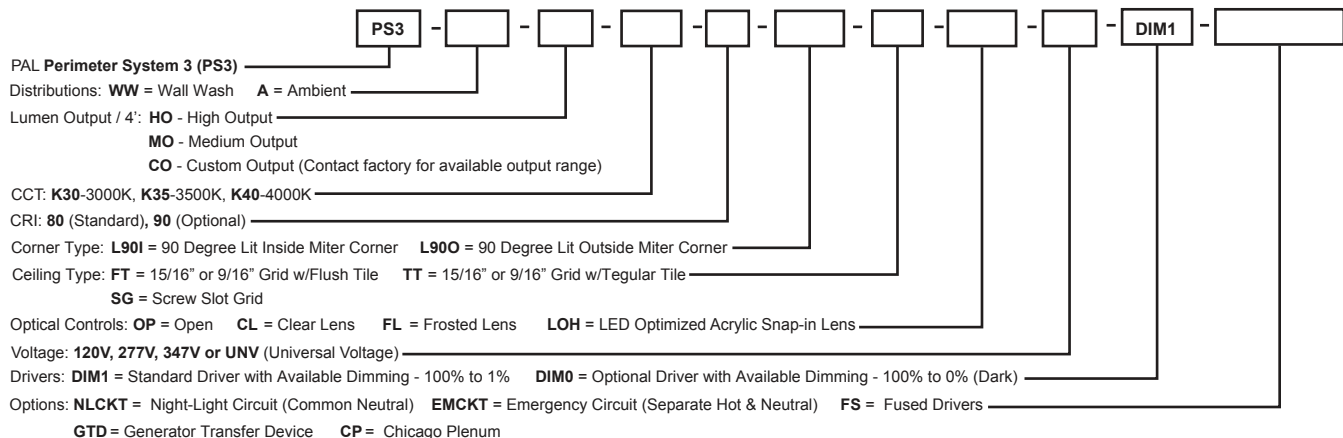 PS3 - - - - - - - - - DIM1 -
PAL Perimeter System 3 (PS3)
Distributions: WW = Wall Wash A = Ambient
Lumen Output / 4’: HO - High Output
MO - Medium Output
CO - Custom Output (Contact factory for available output range)
CCT: K30-3000K, K35-3500K, K40-4000K
CRI: 80 (Standard), 90 (Optional)
Corner Type: L90I = 90 Degree Lit Inside Miter Corner L90O = 90 Degree Lit Outside Miter Corner
Ceiling Type: FT = 15/16” or 9/16” Grid w/Flush Tile TT = 15/16” or 9/16” Grid w/Tegular Tile
SG = Screw Slot Grid
Optical Controls: OP = Open CL = Clear Lens FL = Frosted Lens LOH = LED Optimized Acrylic Snap-in Lens
Voltage: 120V, 277V, 347V or UNV (Universal Voltage)
Drivers: DIM1 = Standard Driver with Available Dimming - 100% to 1% DIM0 = Optional Driver with Available Dimming - 100% to 0% (Dark)
Options: NLCKT = Night-Light Circuit (Common Neutral) EMCKT = Emergency Circuit (Separate Hot & Neutral) FS = Fused Drivers
GTD = Generator Transfer Device CP = Chicago Plenum